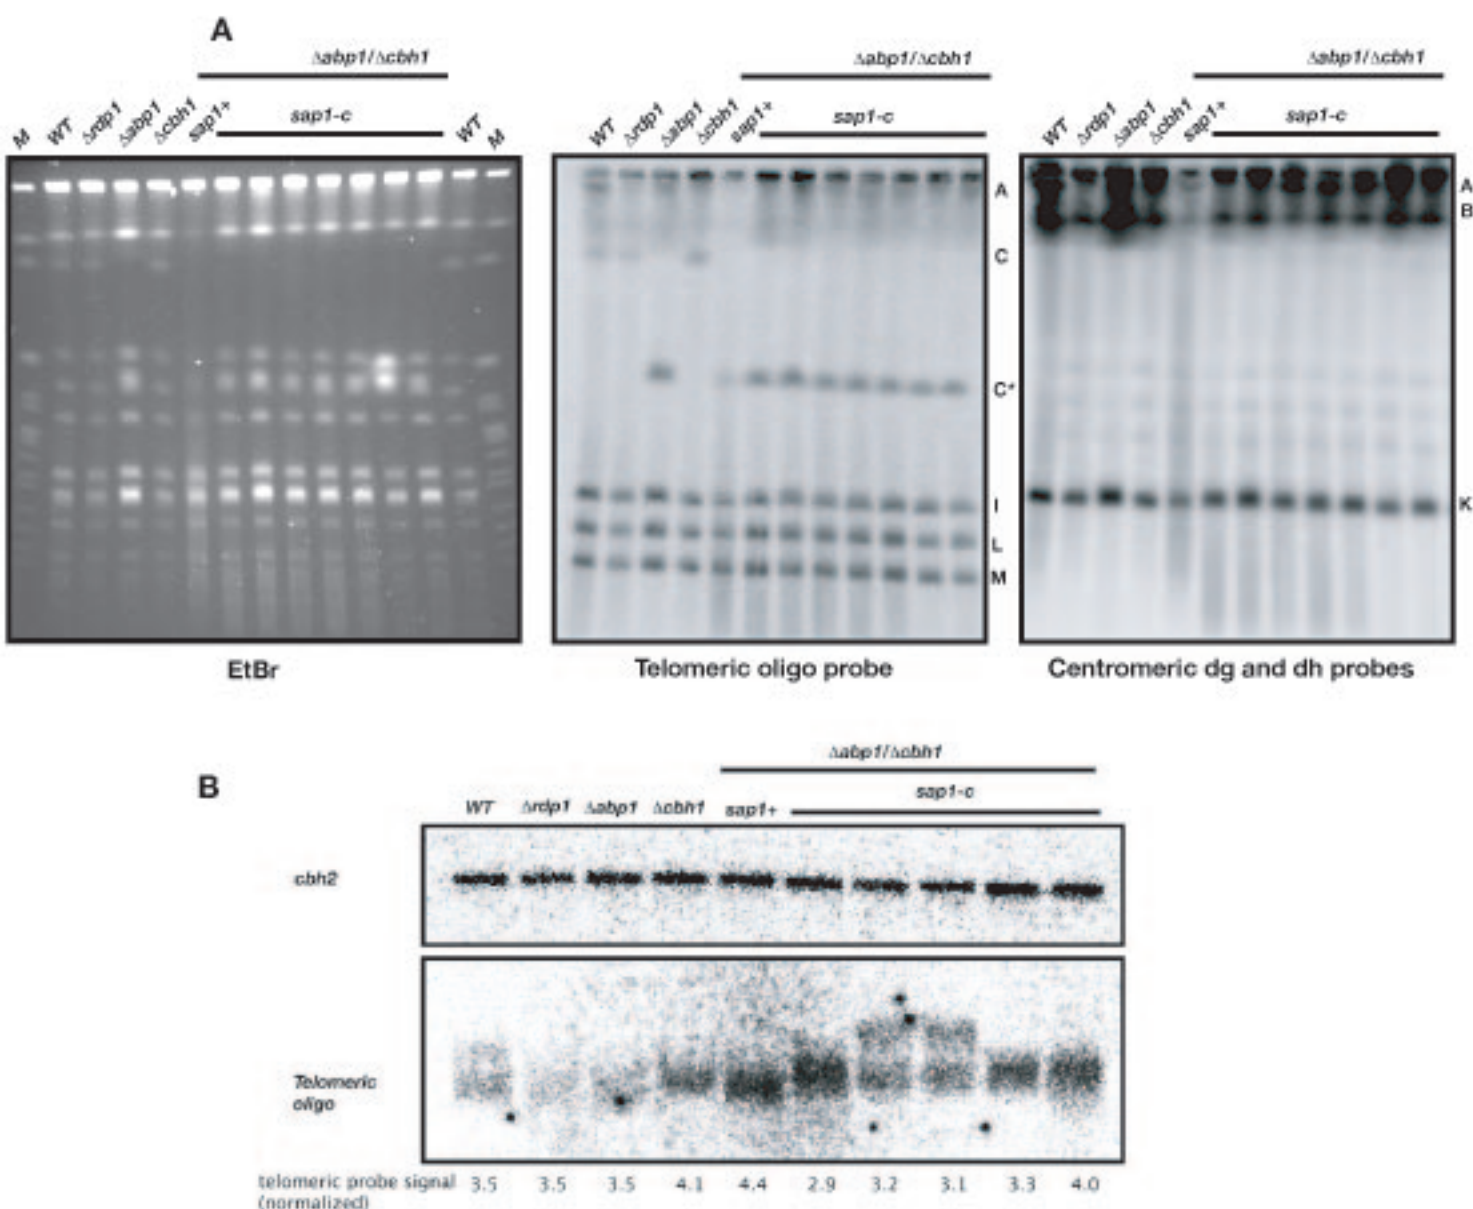 A
Δabp1/Δcbh1
Δabp1/Δcbh1
Δabp1/Δcbh1
M WT Δrdp1 Δabp1 Δcbh1 sap1+ sap1-c WT M
WT Δrdp1 Δabp1 Δcbh1 sap1+ sap1-c
WT Δrdp1 Δabp1 Δcbh1 sap1+ sap1-c
A
C
C*
I
L
M
A
B
K
EtBr
Telomeric oligo probe
Centromeric dg and dh probes
B
Δabp1/Δcbh1
sap1-c
WT Δrdp1 Δabp1 Δcbh1 sap1+
cbh2
Telomeric
oligo
telomeric probe signal 3.5 3.5 3.5 4.1 4.4 2.9 3.2 3.1 3.3 4.0
(normalized)